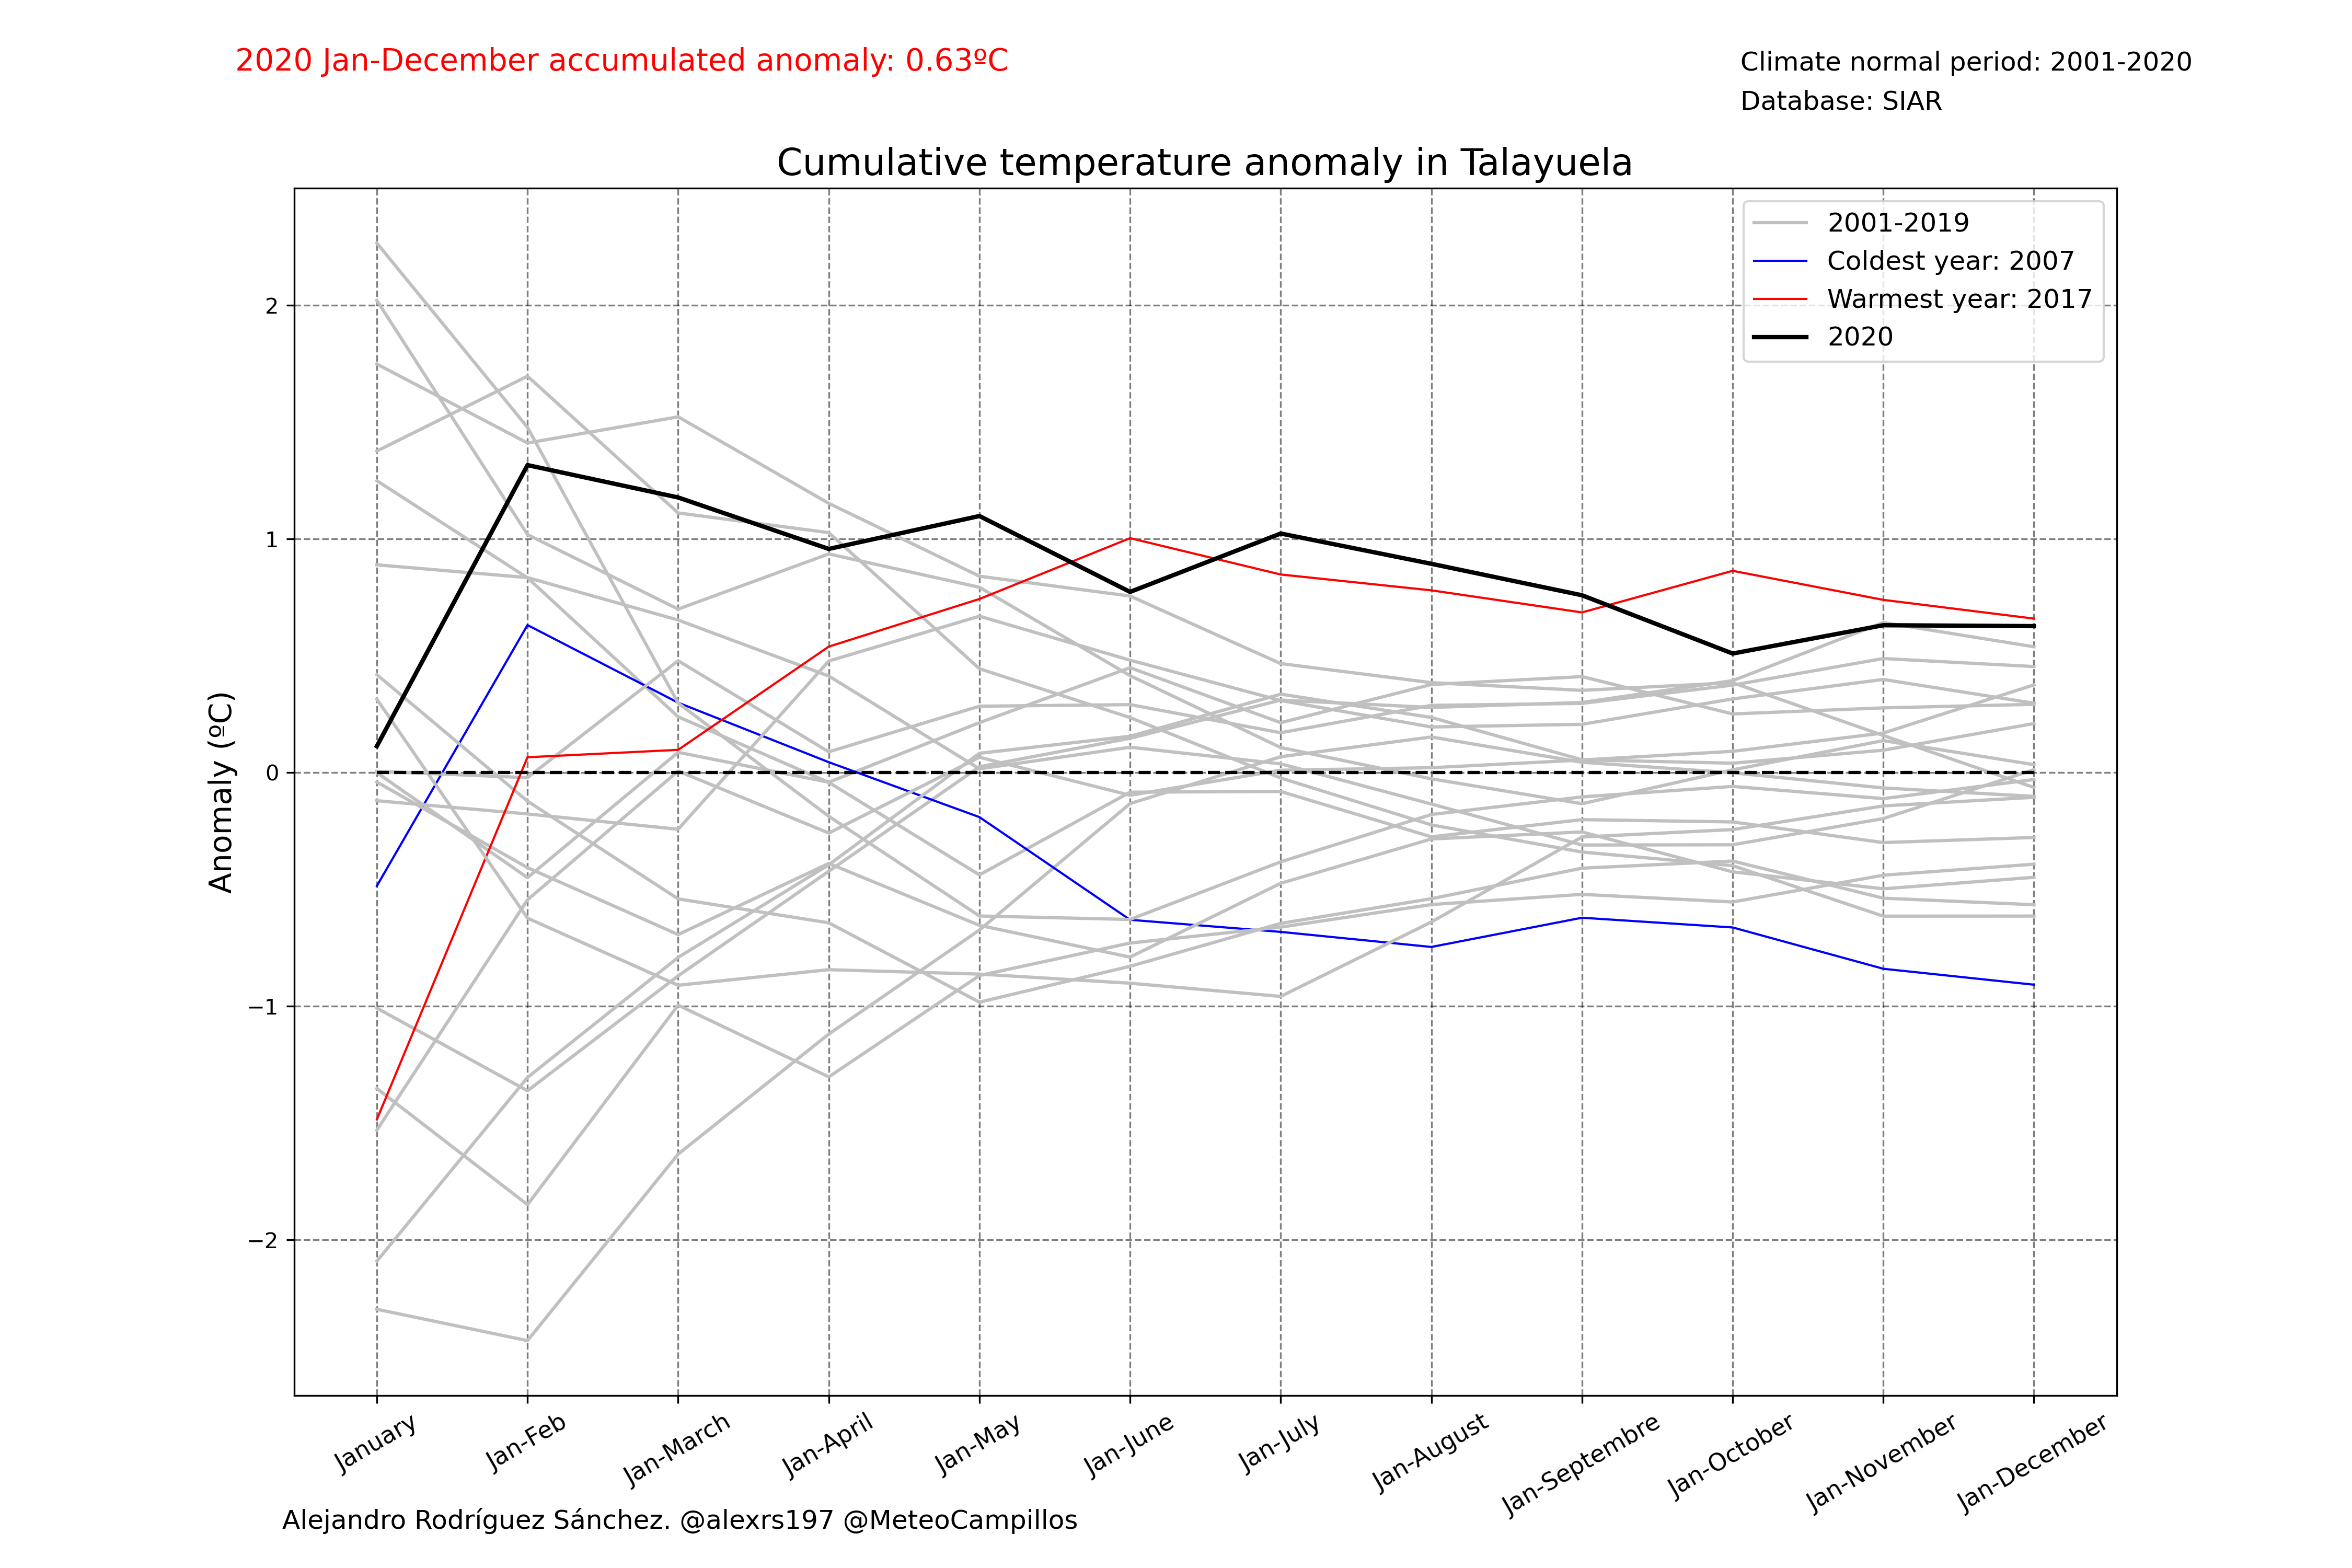 2020 Jan-December accumulated anomaly: 0.63ºC
Climate normal period: 2001-2020
Database: SIAR
Cumulative temperature anomaly in Talayuela
2001-2019
Coldest year: 2007
Warmest year: 2017
2020
Anomaly (ºC)
2
1
0
−1
−2
January
Jan-Feb
Jan-March
Jan-April
Jan-May
Jan-June
Jan-July
Jan-August
Jan-Septembre
Jan-October
Jan-November
Jan-December
Alejandro Rodríguez Sánchez. @alexrs197 @MeteoCampillos